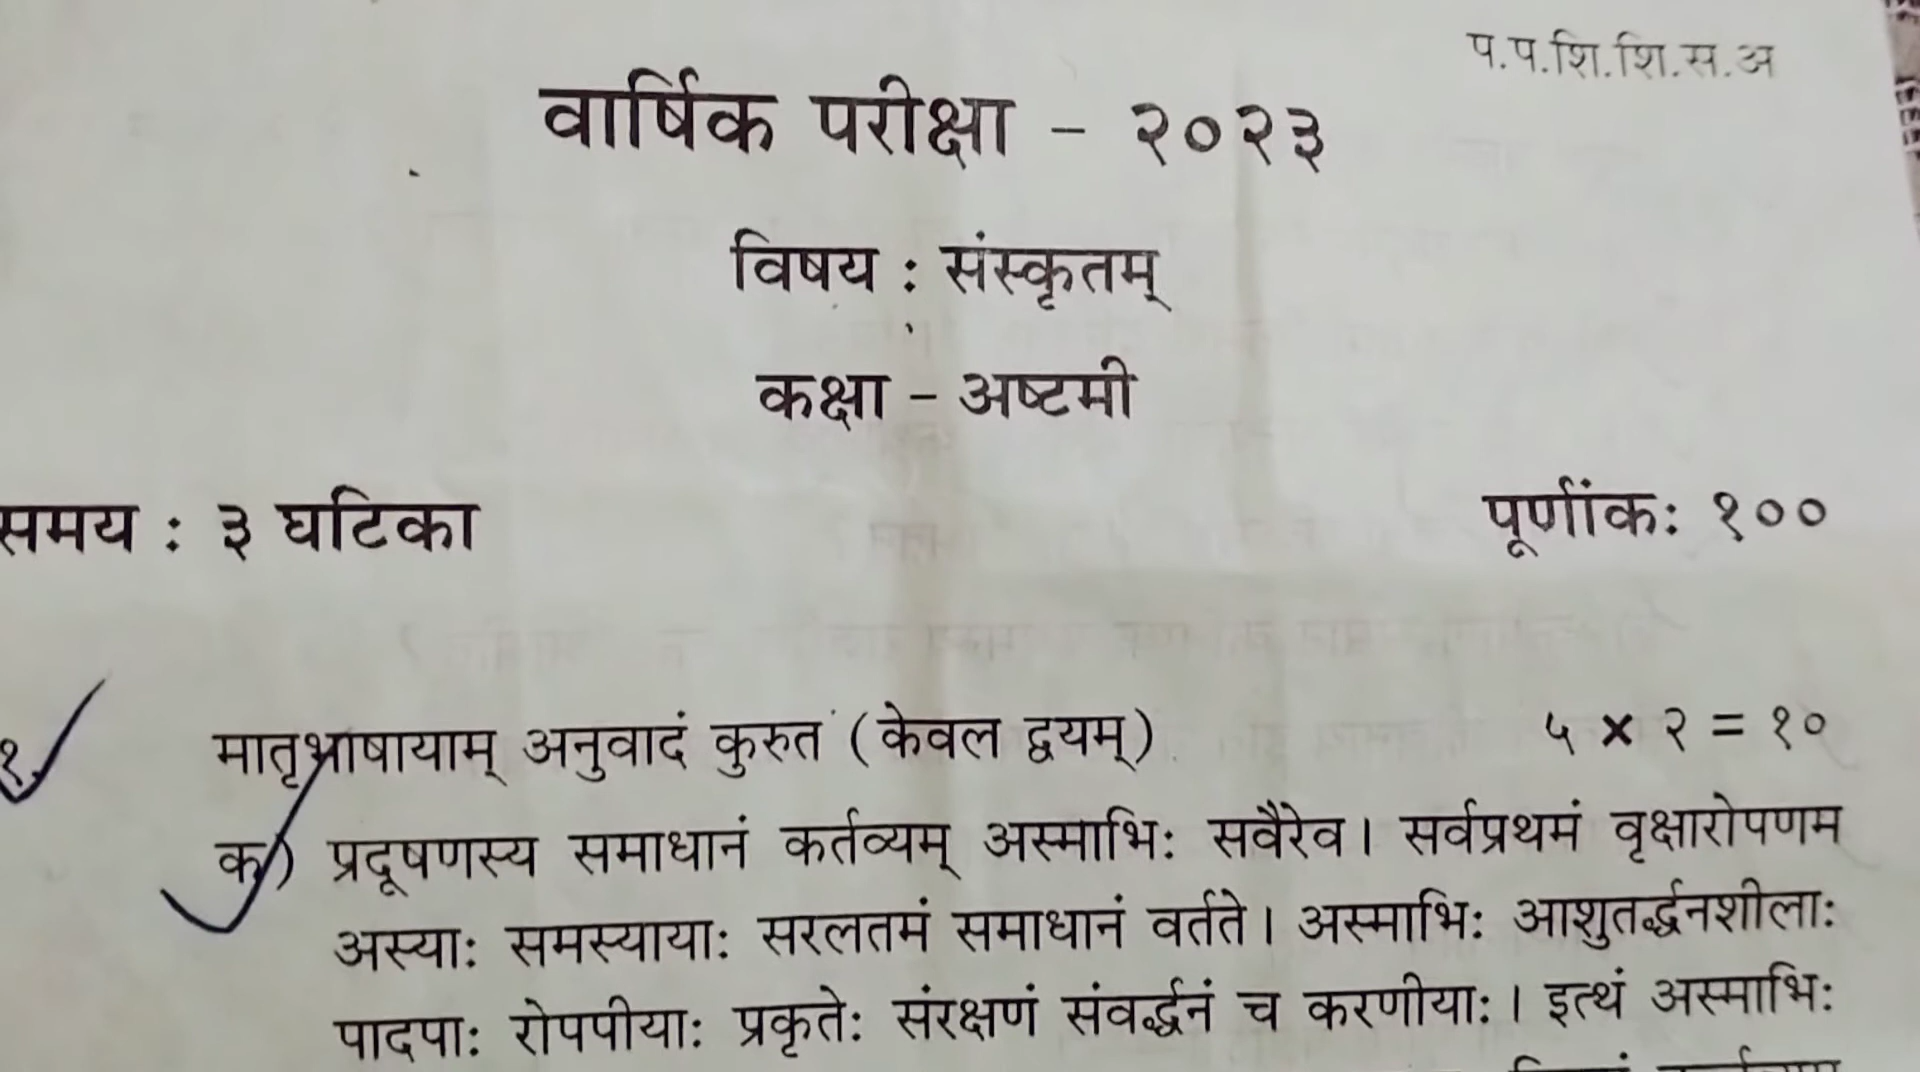 प.प.शि.शि.स.अ
वार्षिक परीक्षा - २०२३
विषय : संस्कृतम्
कक्षा - अष्टमी
समय : ३ घटिका पूर्णांक: १००
१. मातृभाषायाम् अनुवादं कुरुत (केवल द्वयम्) ५ × २ = १०
क) प्रदूषणस्य समाधानं कर्तव्यम् अस्माभि: सवैरेव। सर्वप्रथमं वृक्षारोपणम
अस्या: समस्याया: सरलतमं समाधानं वर्तते। अस्माभि: आशुतर्द्धनशीला:
पादपा: रोपपीया: प्रकृते: संरक्षणं संवर्द्धनं च करणीया:। इत्थं अस्माभि: